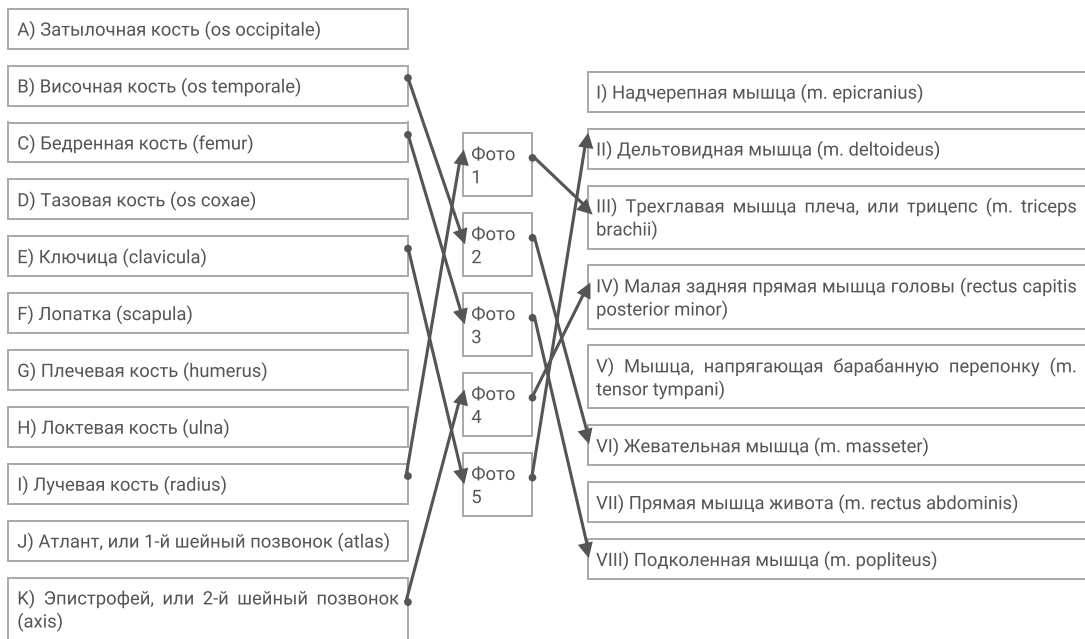 A) Затылочная кость (os occipitale)
B) Височная кость (os temporale)
C) Бедренная кость (femur)
D) Тазовая кость (os coxae)
E) Ключица (clavicula)
F) Лопатка (scapula)
G) Плечевая кость (humerus)
H) Локтевая кость (ulna)
I) Лучевая кость (radius)
J) Атлант, или 1-й шейный позвонок (atlas)
K) Эпистрофей, или 2-й шейный позвонок
(axis)
Фото
1
Фото
2
Фото
3
Фото
4
Фото
5
I) Надчерепная мышца (m. epicranius)
II) Дельтовидная мышца (m. deltoideus)
III) Трехглавая мышца плеча, или трицепс (m. triceps
brachii)
IV) Малая задняя прямая мышца головы (rectus capitis
posterior minor)
V) Мышца, напрягающая барабанную перепонку (m.
tensor tympani)
VI) Жевательная мышца (m. masseter)
VII) Прямая мышца живота (m. rectus abdominis)
VIII) Подколенная мышца (m. popliteus)